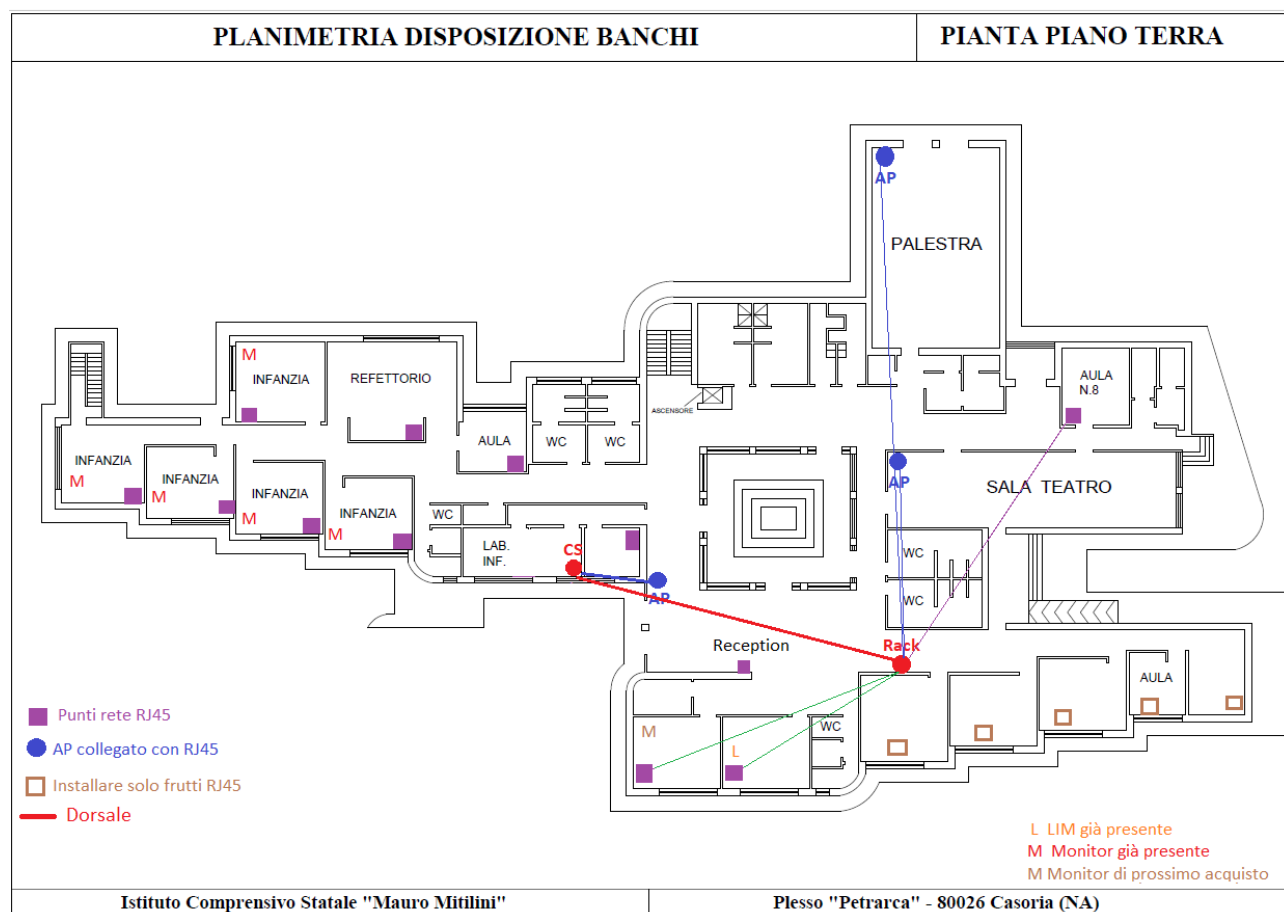 PLANIMETRIA DISPOSIZIONE BANCHI
PIANTA PIANO TERRA
AP
PALESTRA
M
INFANZIA
REFETTORIO
AULA
N.8
ASCENSORE
AULA
WC
WC
INFANZIA
M
INFANZIA
M
INFANZIA
M
INFANZIA
M
AP
SALA TEATRO
WC
LAB.
INF.
CS
AP
WC
WC
Reception
Rack
AULA
M
L
WC
Punti rete RJ45
AP collegato con RJ45
Installare solo frutti RJ45
Dorsale
L LIM già presente
M Monitor già presente
M Monitor di prossimo acquisto
Istituto Comprensivo Statale "Mauro Mitilini"
Plesso "Petrarca" - 80026 Casoria (NA)